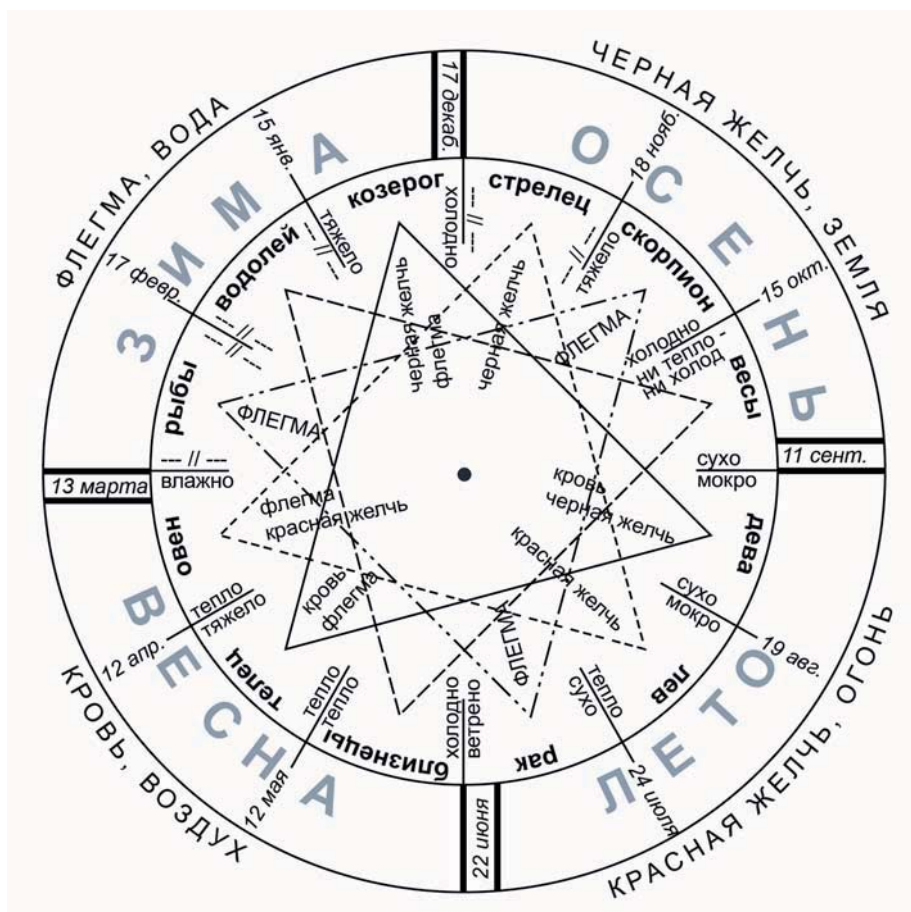 ЧЕРНАЯ ЖЕЛЧЬ, ЗЕМЛЯ
ОСЕНЬ
17 декаб.
стрелец
18 нояб.
скорпион
15 окт.
весы
11 сент.
--- // ---
холодно
--- // ---
тяжело
холодно
ни тепло -
ни холод
сухо
мокро
черная желчь
ФЛЕГМА
КРАСНАЯ ЖЕЛЧЬ, ОГОНЬ
ЛЕТО
дева
19 авг.
лев
24 июля
рак
22 июня
сухо
мокро
тепло
сухо
холодно
ветрено
кровь
черная желчь
красная желчь
ФЛЕГМА
КРОВЬ, ВОЗДУХ
ВЕСНА
близнецы
12 мая
телец
12 апр.
овен
13 марта
тепло
тепло
тепло
тяжело
--- // ---
влажно
кровь
флегма
флегма
красная желчь
ФЛЕГМА, ВОДА
ЗИМА
рыбы
17 февр.
водолей
15 янв.
козерог
--- // ---
--- // ---
тяжело
--- // ---
ФЛЕГМА
черная желчь
флегма